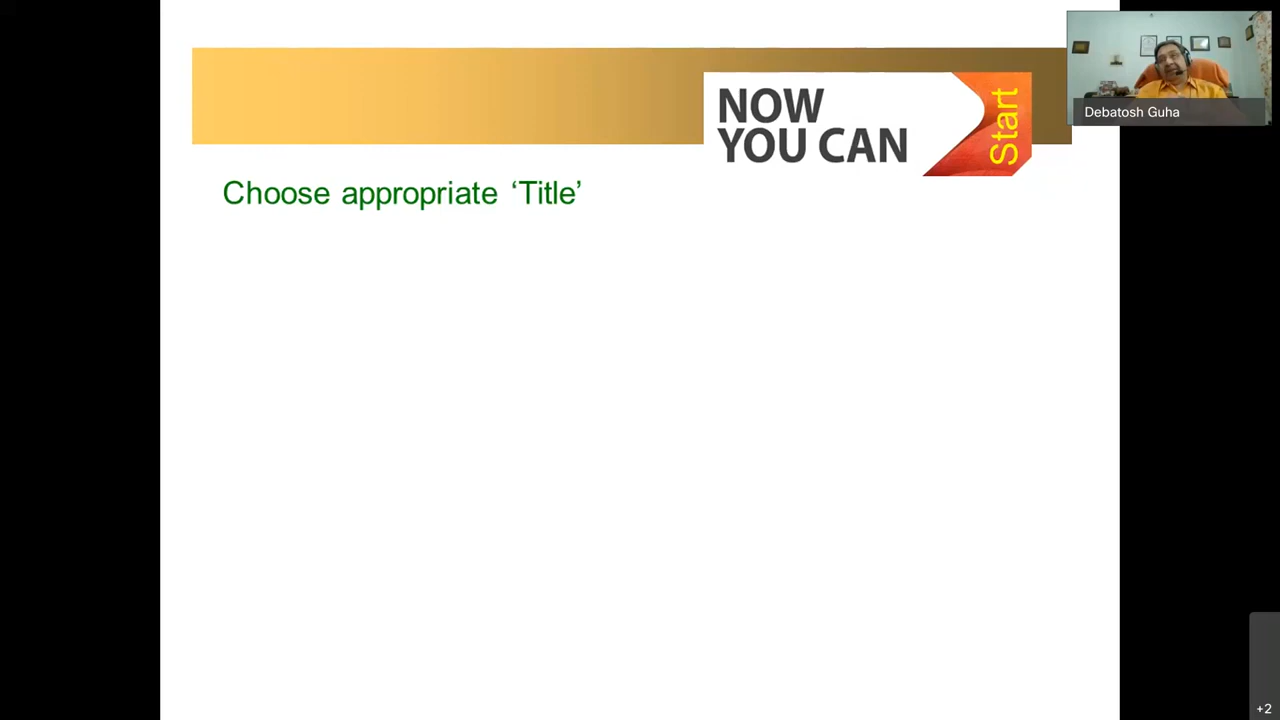 NOW
YOU CAN
Start
Debatosh Guha
Choose appropriate ‘Title’
+2